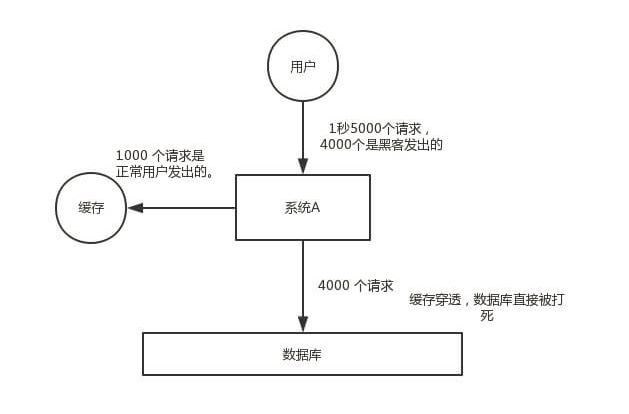 用户
1秒5000个请求，
4000个是黑客发出的
1000 个请求是
正常用户发出的。
缓存
系统A
4000 个请求
缓存穿透，数据库直接被打
死
数据库